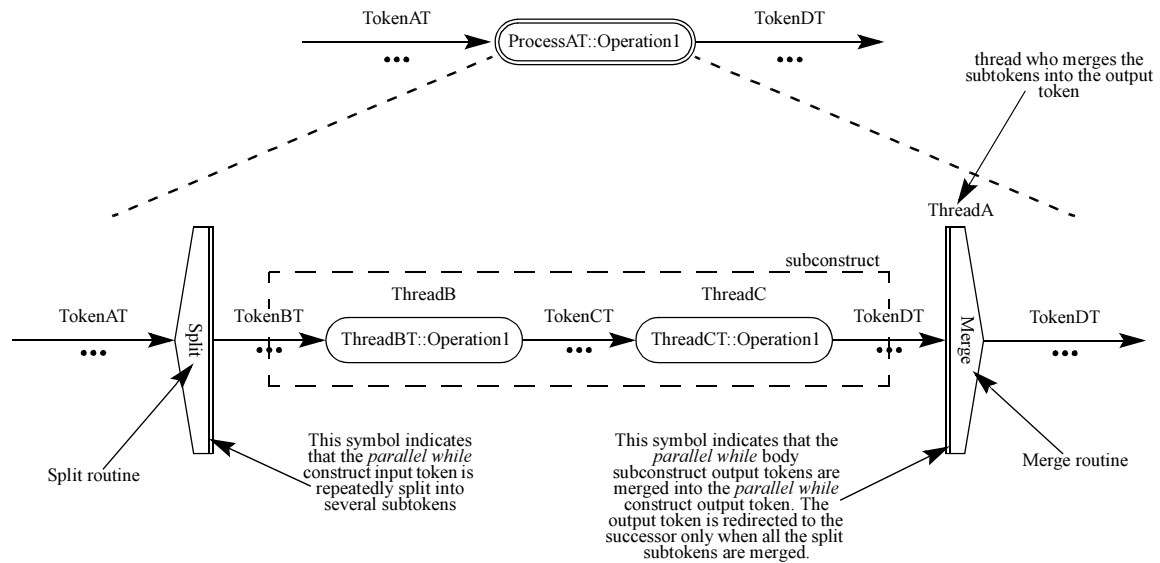 TokenAT
ProcessAT::Operation1
TokenDT
•••
•••
thread who merges the
subtokens into the output
token
ThreadA
subconstruct
ThreadB
ThreadC
TokenAT
•••
Split
TokenBT
•••
ThreadBT::Operation1
TokenCT
•••
ThreadCT::Operation1
TokenDT
•••
Merge
TokenDT
•••
Split routine
This symbol indicates
that the parallel while
construct input token is
repeatedly split into
several subtokens
This symbol indicates that the
parallel while body
subconstruct output tokens are
merged into the parallel while
construct output token. The
output token is redirected to the
successor only when all the split
subtokens are merged.
Merge routine